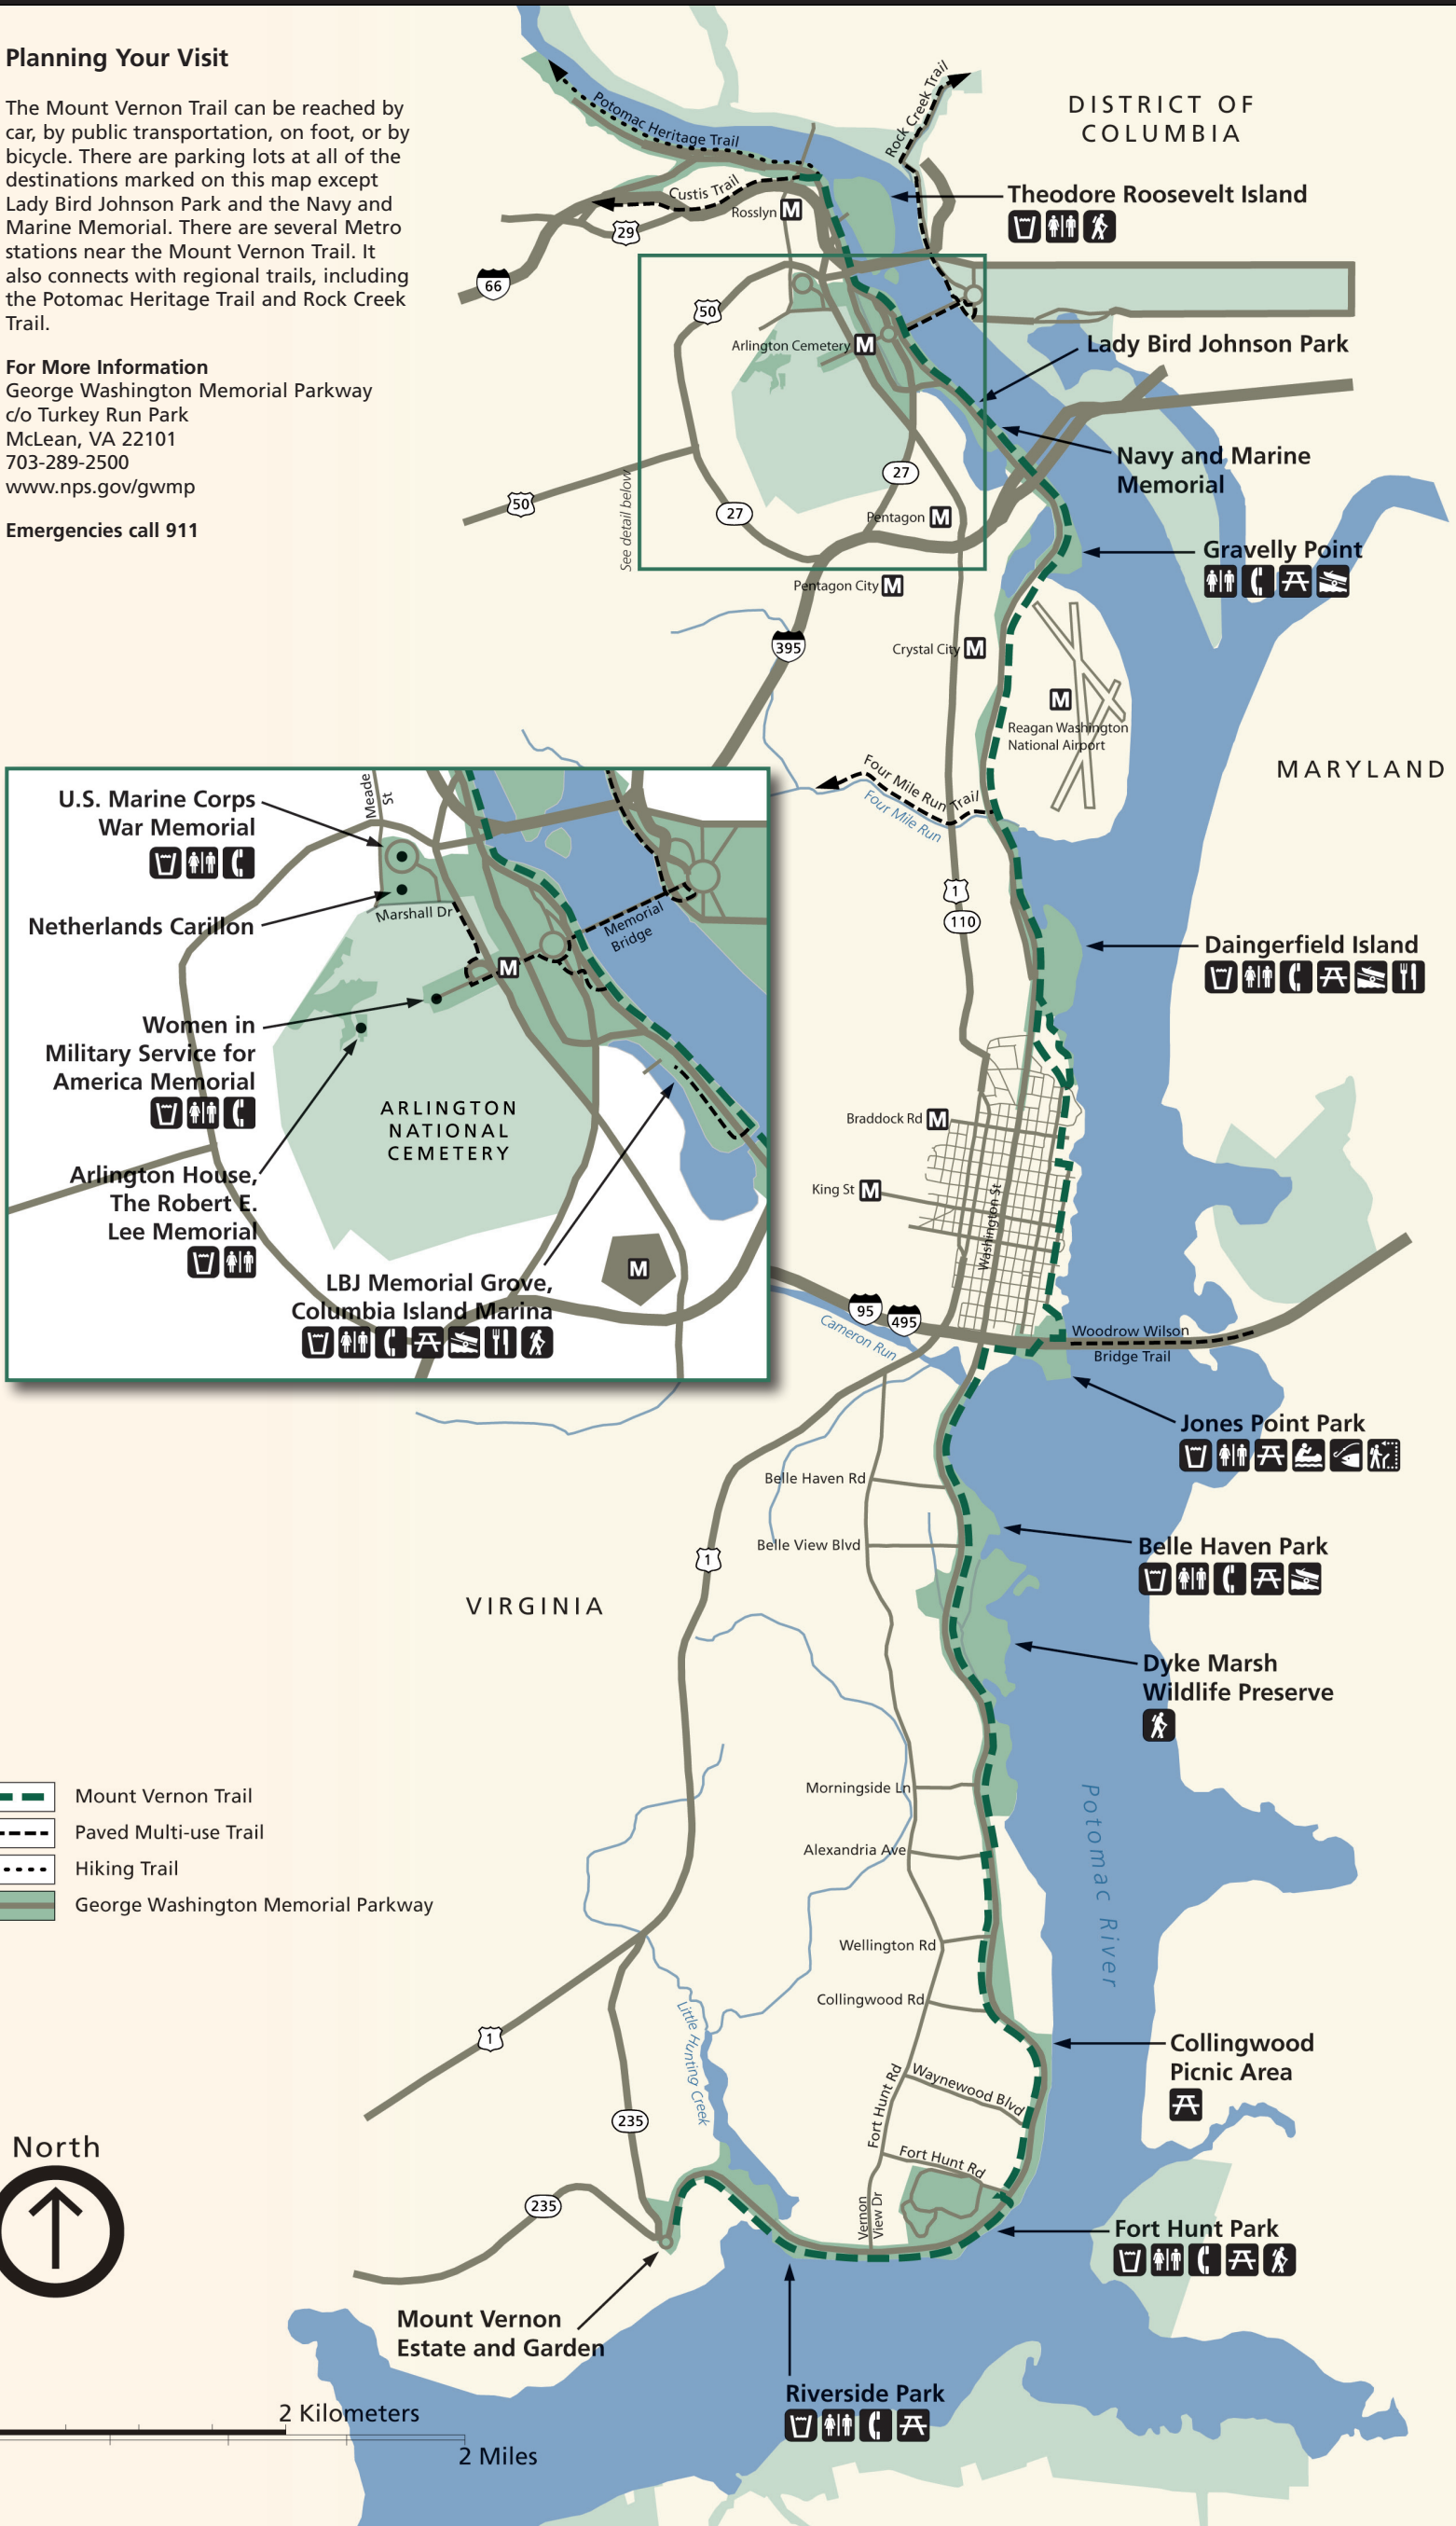 Planning Your Visit
The Mount Vernon Trail can be reached by
car, by public transportation, on foot, or by
bicycle. There are parking lots at all of the
destinations marked on this map except
Lady Bird Johnson Park and the Navy and
Marine Memorial. There are several Metro
stations near the Mount Vernon Trail. It
also connects with regional trails, including
the Potomac Heritage Trail and Rock Creek
Trail.
For More Information
George Washington Memorial Parkway
c/o Turkey Run Park
McLean, VA 22101
703-289-2500
www.nps.gov/gwmp
Emergencies call 911
Potomac Heritage Trail
Rock Creek Trail
DISTRICT OF
COLUMBIA
Custis Trail
Rosslyn M
29
66
Theodore Roosevelt Island
50
Arlington Cemetery M
Lady Bird Johnson Park
27
50
27
Pentagon M
See detail below
Navy and Marine
Memorial
Gravelly Point
Pentagon City M
395
Crystal City M
M
Reagan Washington
National Airport
MARYLAND
Four Mile Run Trail
Four Mile Run
1
110
Daingerfield Island
U.S. Marine Corps
War Memorial
Meade
St
Netherlands Carillon
Marshall Dr
Memorial
Bridge
M
Women in
Military Service for
America Memorial
ARLINGTON
NATIONAL
CEMETERY
Arlington House,
The Robert E.
Lee Memorial
M
LBJ Memorial Grove,
Columbia Island Marina
Braddock Rd M
King St M
Washington St
95
495
Cameron Run
Woodrow Wilson
Bridge Trail
Jones Point Park
Belle Haven Rd
Belle Haven Park
Belle View Blvd
1
VIRGINIA
Dyke Marsh
Wildlife Preserve
Mount Vernon Trail
Paved Multi-use Trail
Hiking Trail
George Washington Memorial Parkway
Morningside Ln
Alexandria Ave
Potomac River
Wellington Rd
Collingwood Rd
1
Little Hunting Creek
Collingwood
Picnic Area
Fort Hunt Rd
Waynewood Blvd
235
Fort Hunt Rd
North
235
Vernon
View Dr
Fort Hunt Park
Mount Vernon
Estate and Garden
Riverside Park
2 Kilometers
2 Miles